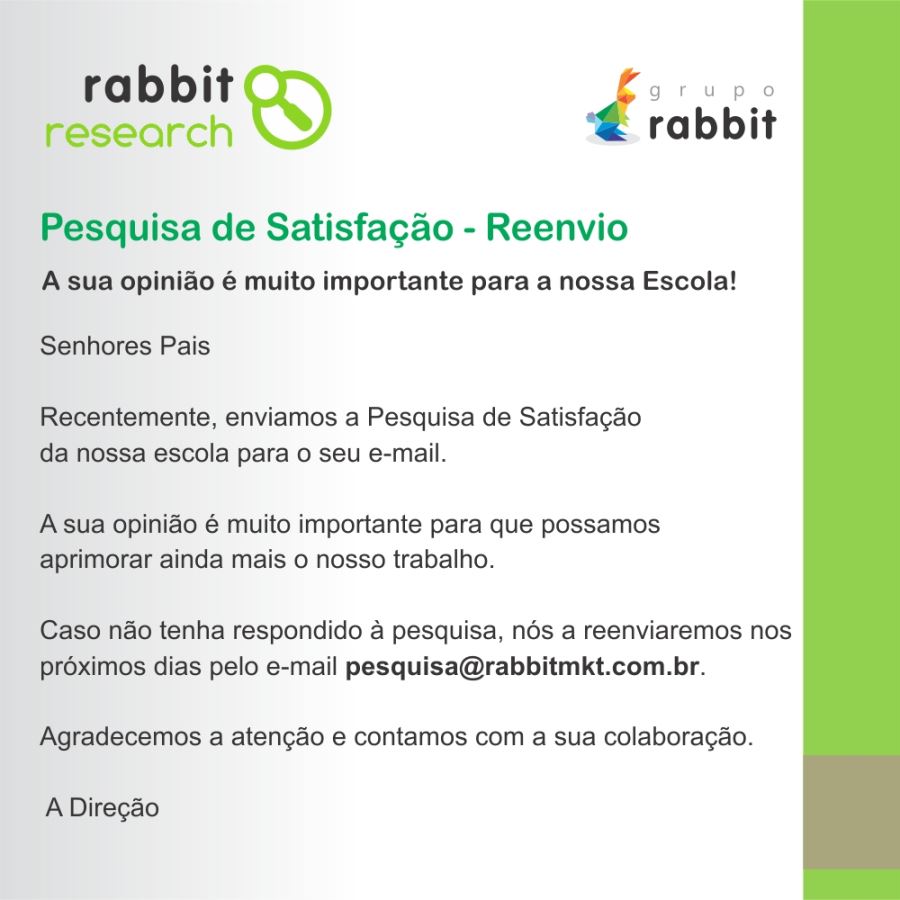 rabbit
research
grupo
rabbit
Pesquisa de Satisfação - Reenvio
A sua opinião é muito importante para a nossa Escola!
Senhores Pais
Recentemente, enviamos a Pesquisa de Satisfação
da nossa escola para o seu e-mail.
A sua opinião é muito importante para que possamos
aprimorar ainda mais o nosso trabalho.
Caso não tenha respondido à pesquisa, nós a reenviaremos nos
próximos dias pelo e-mail pesquisa@rabbitmkt.com.br.
Agradecemos a atenção e contamos com a sua colaboração.
A Direção